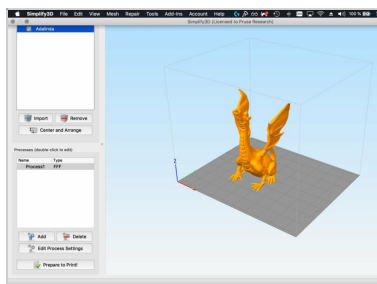 Simplify3D File Edit View Mesh Repair Tools Add-Ins Account Help 100%
Simplify3D (Licensed to Prusa Research)
Adalinda
Import Remove
Center and Arrange
Processes (double-click to edit)
Name Type
Process1 FFF
Add Delete
Edit Process Settings
Prepare to Print!
Z